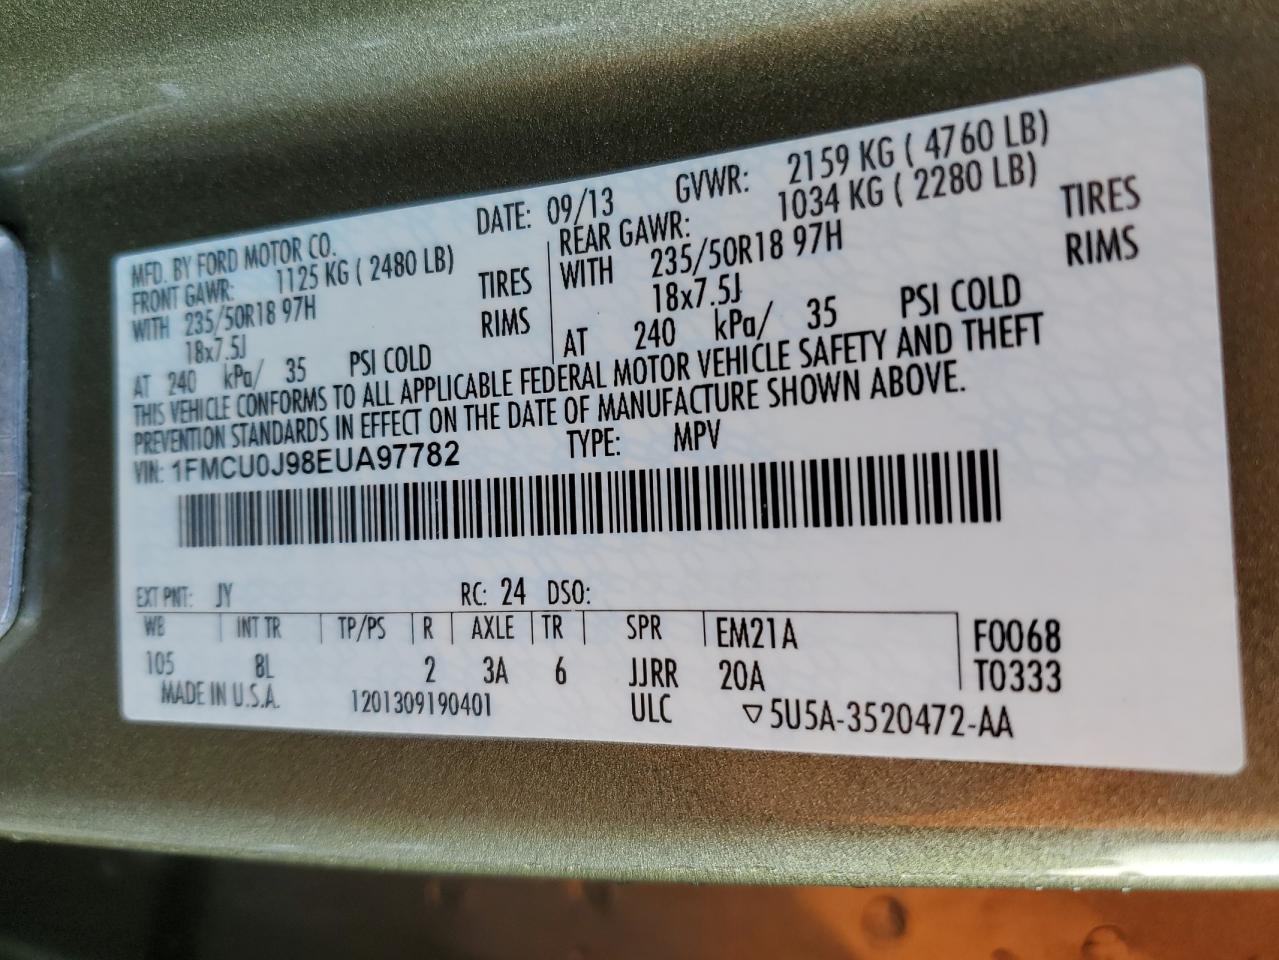 MFD. BY FORD MOTOR CO.
DATE: 09/13 GVWR: 2159 KG ( 4760 LB)
FRONT GAWR: 1125 KG ( 2480 LB)
WITH 235/50R18 97H TIRES
18x7.5J RIMS
AT 240 kPa/ 35 PSI COLD
REAR GAWR: 1034 KG ( 2280 LB)
WITH 235/50R18 97H TIRES
18x7.5J RIMS
AT 240 kPa/ 35 PSI COLD
THIS VEHICLE CONFORMS TO ALL APPLICABLE FEDERAL MOTOR VEHICLE SAFETY AND THEFT
PREVENTION STANDARDS IN EFFECT ON THE DATE OF MANUFACTURE SHOWN ABOVE.
VIN: 1FMCU0J98EUA97782 TYPE: MPV
EXT PNT: JY RC: 24 DSO:
WB INT TR TP/PS R AXLE TR SPR EM21A F0068
105 8L 2 3A 6 JJRR 20A T0333
MADE IN U.S.A. 1201309190401 ULC ▽5U5A-3520472-AA